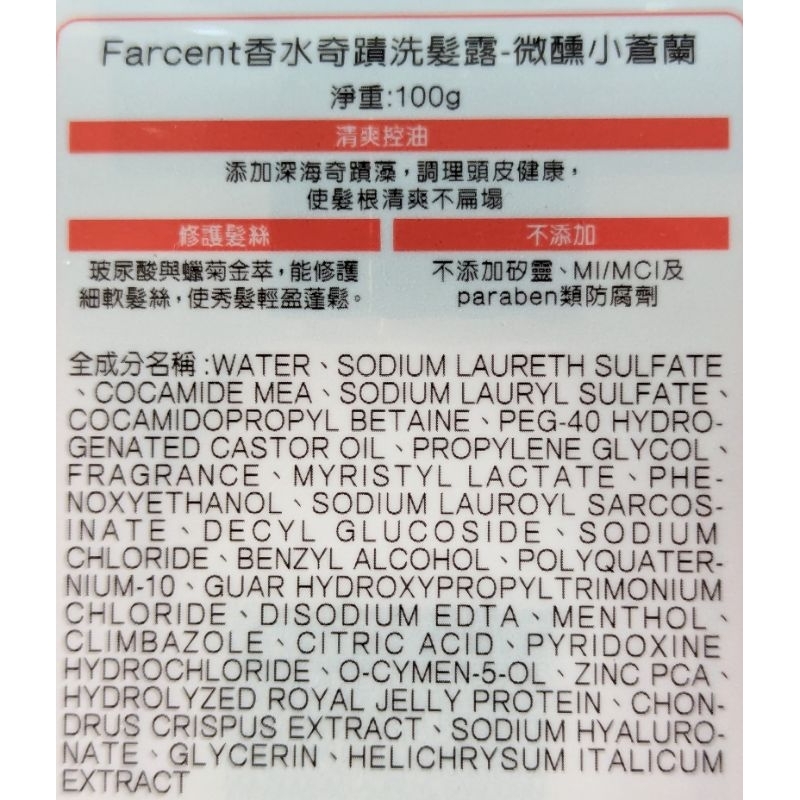 Farcent香水奇蹟洗髮露-微醺小蒼蘭
淨重:100g
清爽控油
添加深海奇蹟藻，調理頭皮健康，
使髮根清爽不扁塌
修護髮絲
玻尿酸與蠟菊金萃，能修護
細軟髮絲，使秀髮輕盈蓬鬆。
不添加
不添加矽靈、MI/MCI及
paraben類防腐劑
全成分名稱:WATER、SODIUM LAURETH SULFATE
、COCAMIDE MEA、SODIUM LAURYL SULFATE、
COCAMIDOPROPYL BETAINE、PEG-40 HYDRO-
GENATED CASTOR OIL、PROPYLENE GLYCOL、
FRAGRANCE、MYRISTYL LACTATE、PHE-
NOXYETHANOL、SODIUM LAUROYL SARCOS-
INATE、DECYL GLUCOSIDE、SODIUM
CHLORIDE、BENZYL ALCOHOL、POLYQUATER-
NIUM-10、GUAR HYDROXYPROPYLTRIMONIUM
CHLORIDE、DISODIUM EDTA、MENTHOL、
CLIMBAZOLE、CITRIC ACID、PYRIDOXINE
HYDROCHLORIDE、O-CYMEN-5-OL、ZINC PCA、
HYDROLYZED ROYAL JELLY PROTEIN、CHON-
DRUS CRISPUS EXTRACT、SODIUM HYALURO-
NATE、GLYCERIN、HELICHRYSUM ITALICUM
EXTRACT